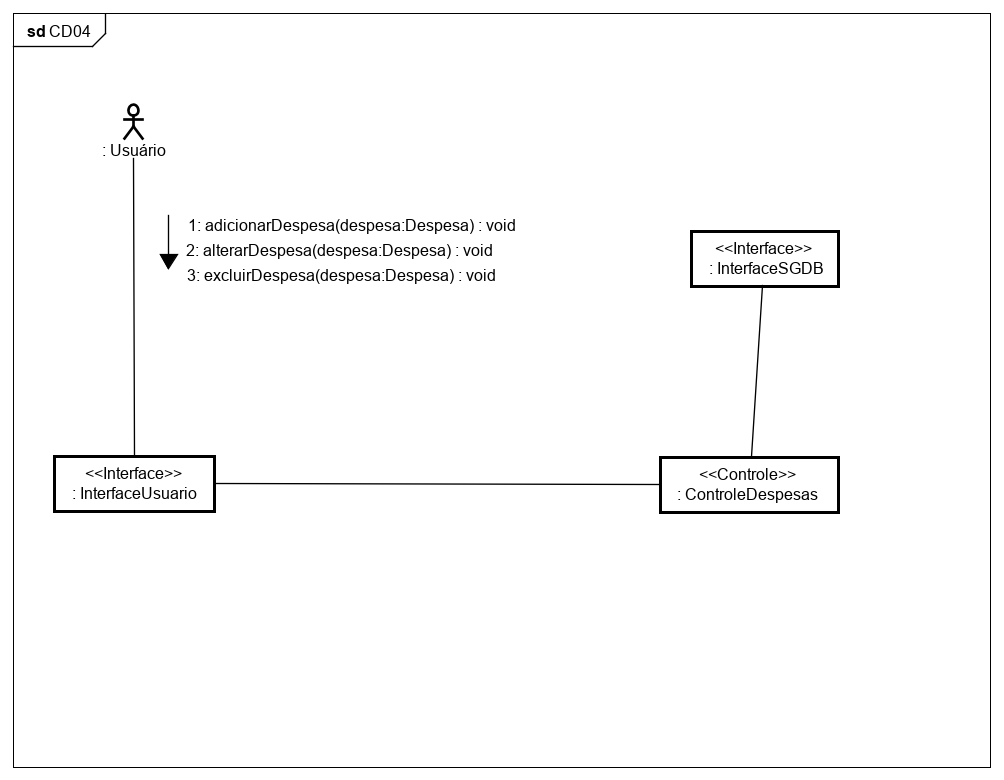 sd CD04
: Usuário
1: adicionarDespesa(despesa:Despesa) : void
2: alterarDespesa(despesa:Despesa) : void
3: excluirDespesa(despesa:Despesa) : void
<<Interface>>
: InterfaceSGDB
<<Interface>>
: InterfaceUsuario
<<Controle>>
: ControleDespesas